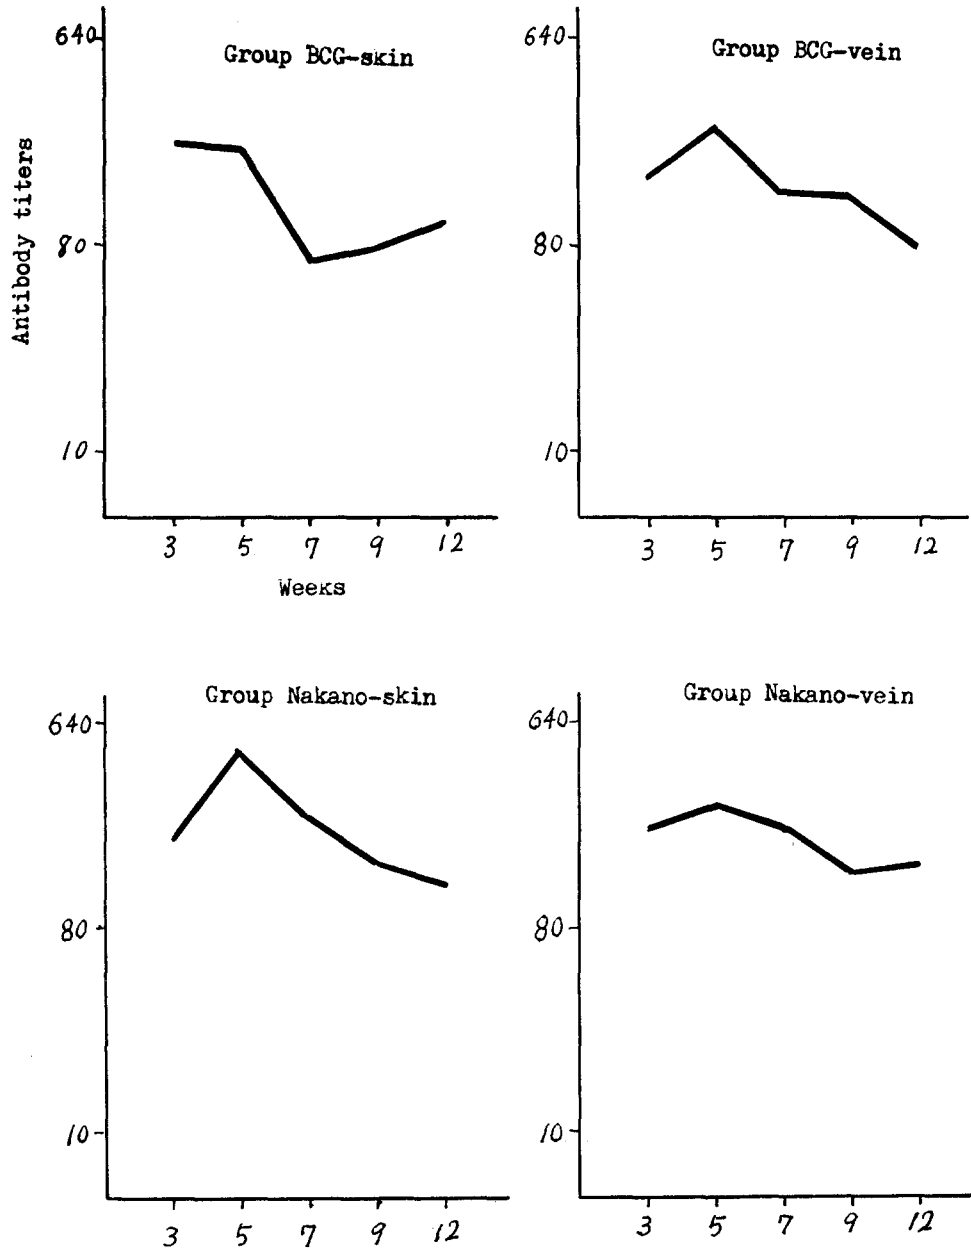 640
Group BCG-skin
Antibody titers
80
10
3 5 7 9 12
Weeks
640
Group BCG-vein
80
10
3 5 7 9 12
Group Nakano-skin
640
80
10
3 5 7 9 12
Group Nakano-vein
640
80
10
3 5 7 9 12